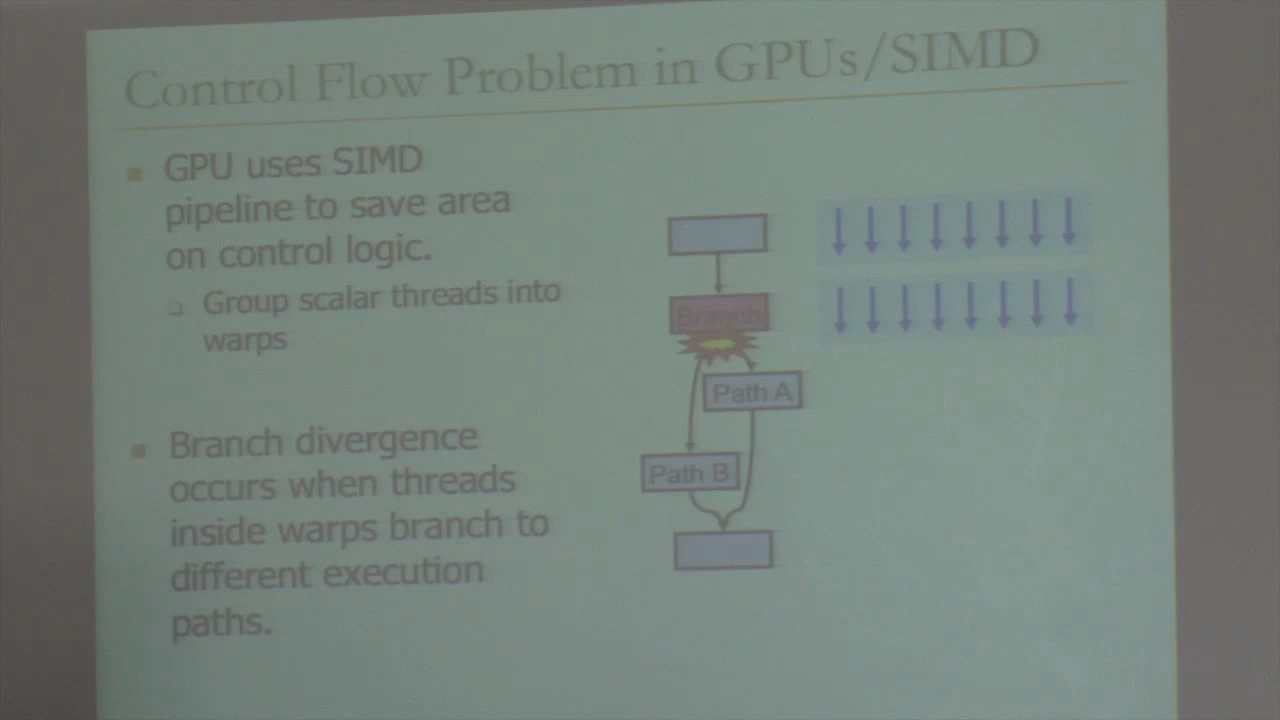 Control Flow Problem in GPUs/SIMD
GPU uses SIMD
pipeline to save area
on control logic.
Group scalar threads into
warps
Branch divergence
occurs when threads
inside warps branch to
different execution
paths.
Branch
Path A
Path B